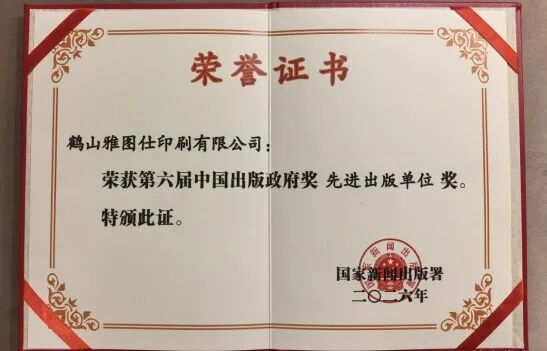 荣誉证书
鹤山雅图仕印刷有限公司：
荣获第六届中国出版政府奖 先进出版单位 奖。
特颁此证。
国家新闻出版署
二〇二六年